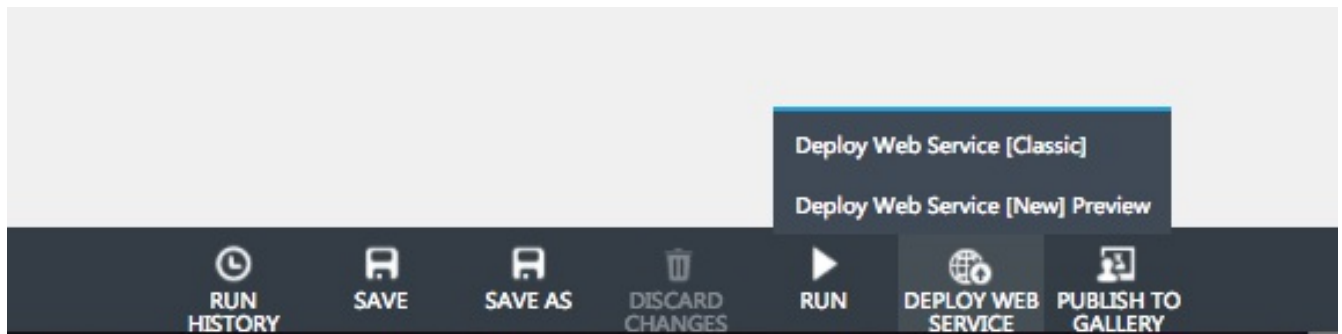 Deploy Web Service [Classic]
Deploy Web Service [New] Preview
RUN
HISTORY
SAVE
SAVE AS
DISCARD
CHANGES
RUN
DEPLOY WEB
SERVICE
PUBLISH TO
GALLERY